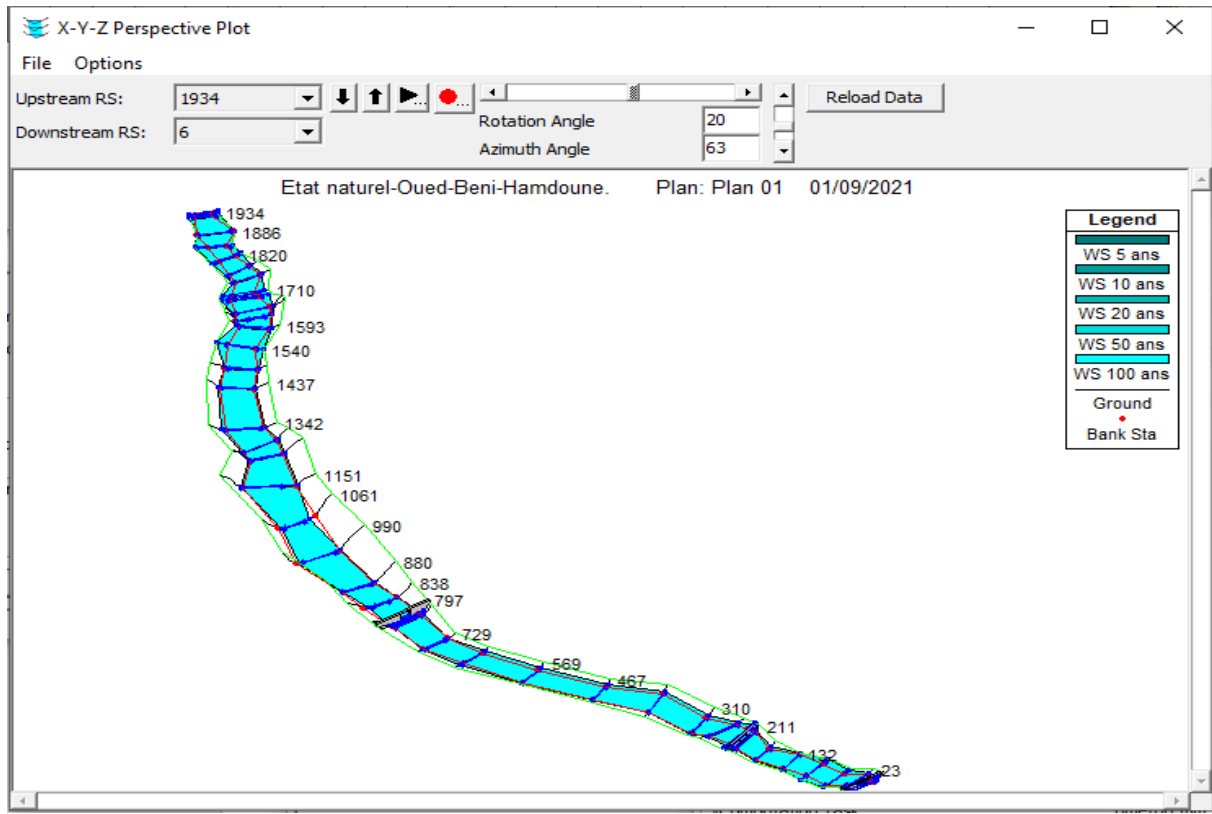 X-Y-Z Perspective Plot
File Options
Upstream RS: 1934
Downstream RS: 6
Rotation Angle 20
Azimuth Angle 63
Reload Data
Etat naturel-Oued-Beni-Hamdoune. Plan: Plan 01 01/09/2021
1934
1886
1820
1710
1593
1540
1437
1342
1151
1061
990
880
838
797
729
569
467
310
211
132
23
Legend
WS 5 ans
WS 10 ans
WS 20 ans
WS 50 ans
WS 100 ans
Ground
Bank Sta